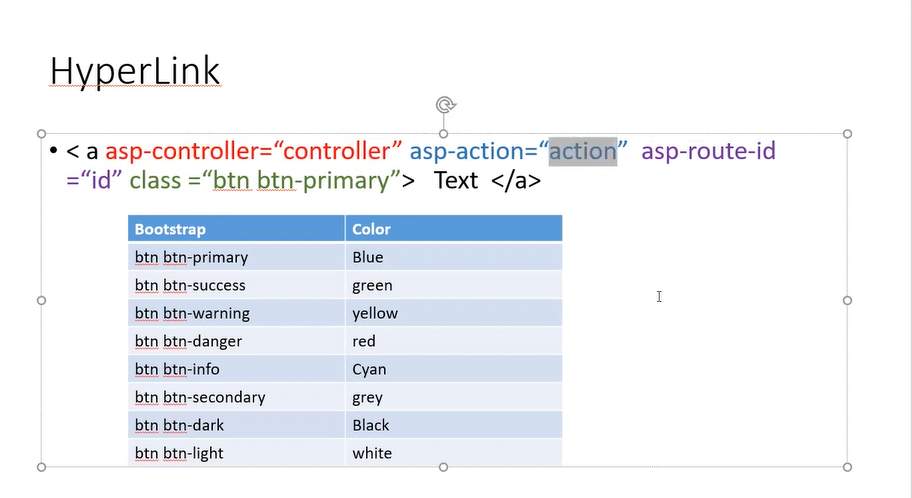 HyperLink
• < a asp-controller=“controller” asp-action=“action” asp-route-id
=“id” class =“btn btn-primary”> Text </a>
Bootstrap Color
btn btn-primary Blue
btn btn-success green
btn btn-warning yellow
btn btn-danger red
btn btn-info Cyan
btn btn-secondary grey
btn btn-dark Black
btn btn-light white